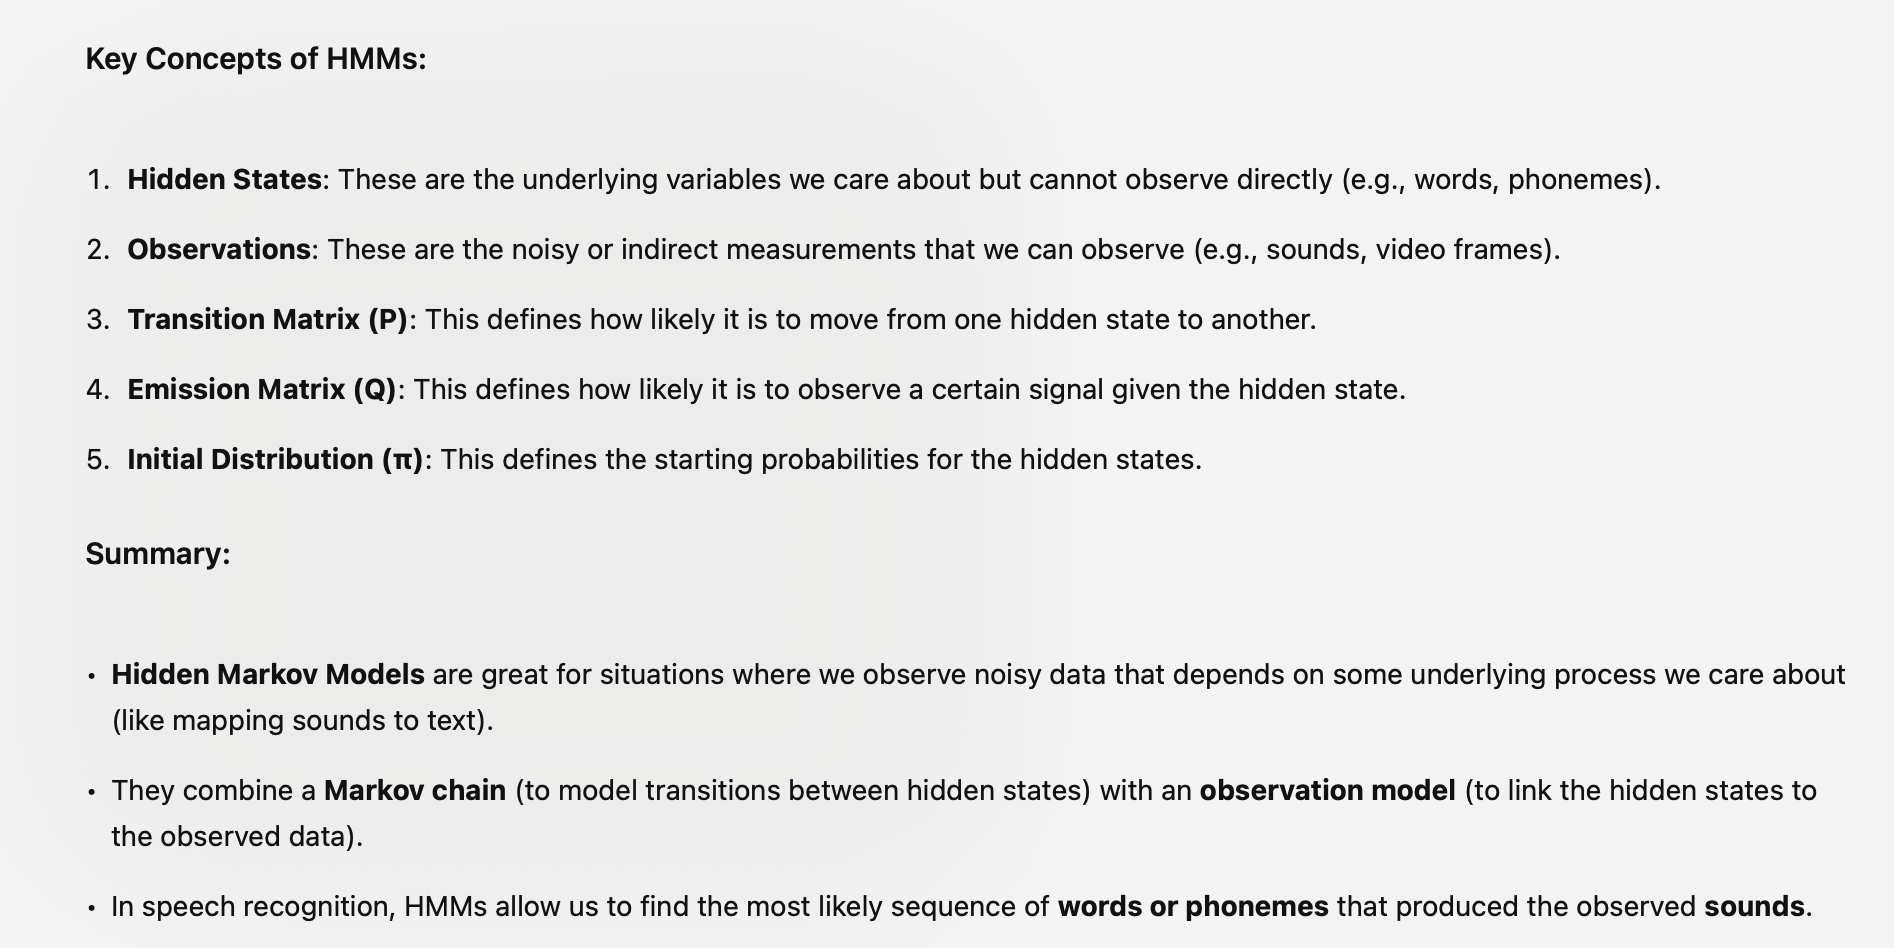 Key Concepts of HMMs:
1. Hidden States: These are the underlying variables we care about but cannot observe directly (e.g., words, phonemes).
2. Observations: These are the noisy or indirect measurements that we can observe (e.g., sounds, video frames).
3. Transition Matrix (P): This defines how likely it is to move from one hidden state to another.
4. Emission Matrix (Q): This defines how likely it is to observe a certain signal given the hidden state.
5. Initial Distribution (π): This defines the starting probabilities for the hidden states.
Summary:
• Hidden Markov Models are great for situations where we observe noisy data that depends on some underlying process we care about
(like mapping sounds to text).
• They combine a Markov chain (to model transitions between hidden states) with an observation model (to link the hidden states to
the observed data).
• In speech recognition, HMMs allow us to find the most likely sequence of words or phonemes that produced the observed sounds.